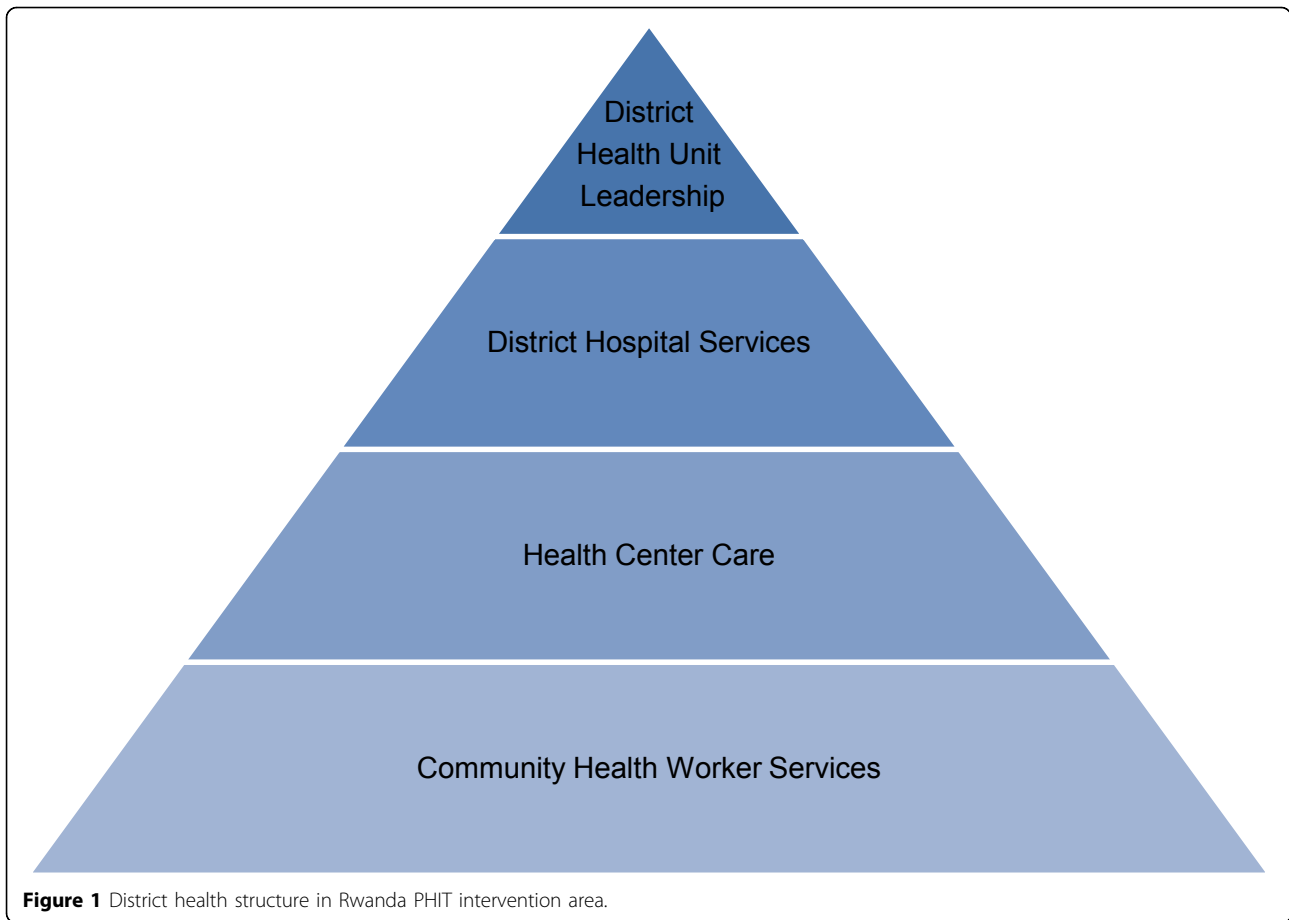 District
Health Unit
Leadership
District Hospital Services
Health Center Care
Community Health Worker Services
Figure 1 District health structure in Rwanda PHIT intervention area.